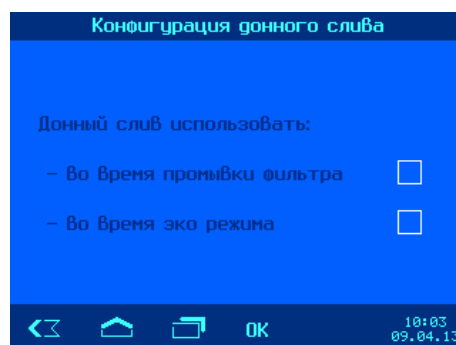 Конфигурация донного слива
Донный слив использовать:
- во время промывки фильтра
- во время эко режима
OK
10:03
09.04.13